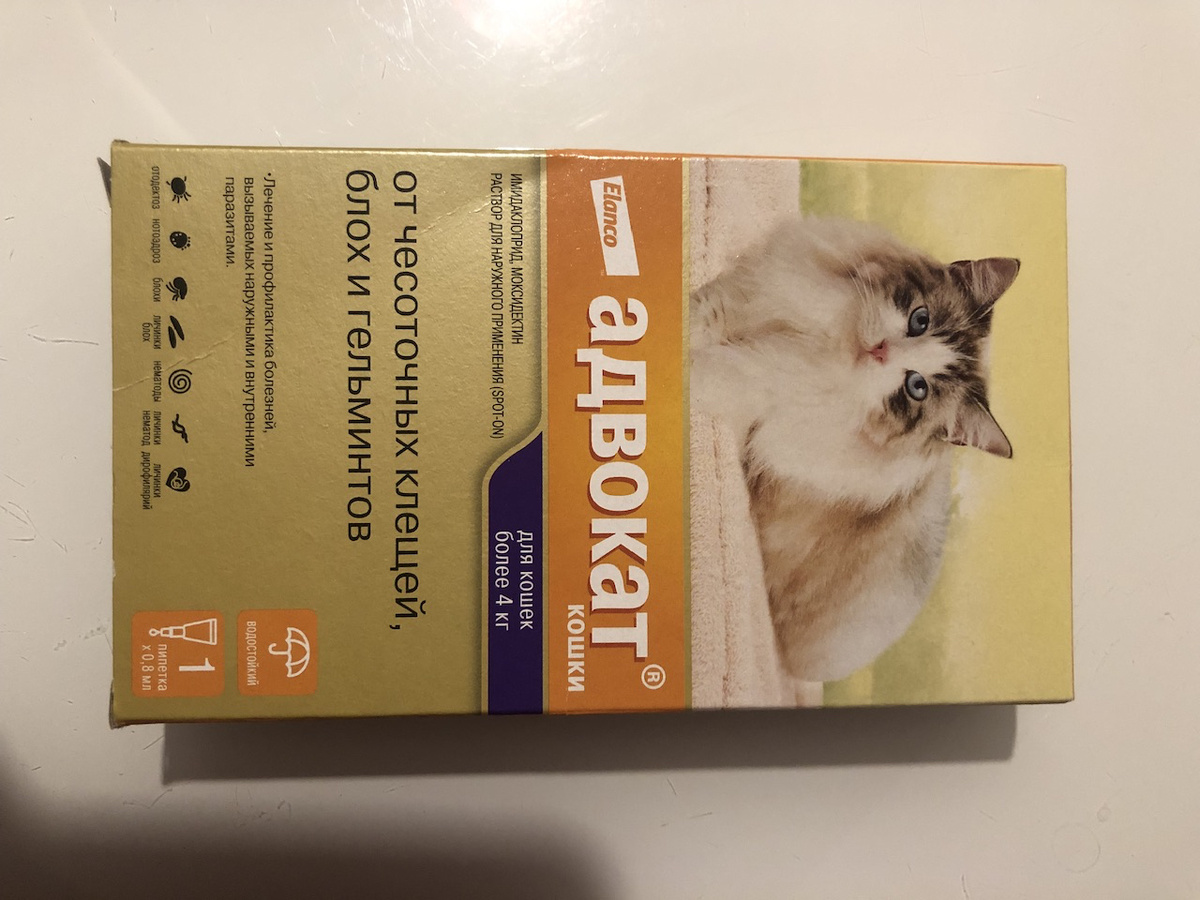 Elanco
адвокат®
кошки
ИМИДАКЛОПРИД, МОКСИДЕКТИН
РАСТВОР ДЛЯ НАРУЖНОГО ПРИМЕНЕНИЯ (SPOT-ON)
для кошек
более 4 кг
от чесоточных клещей,
блох и гельминтов
•Лечение и профилактика болезней,
вызываемых наружными и внутренними
паразитами.
водостойкий
отодектоз
нотоэдроз
блохи
личинки
блох
нематоды
личинки
нематод
личинки
дирофилярий
1
пипетка
х 0,8 мл